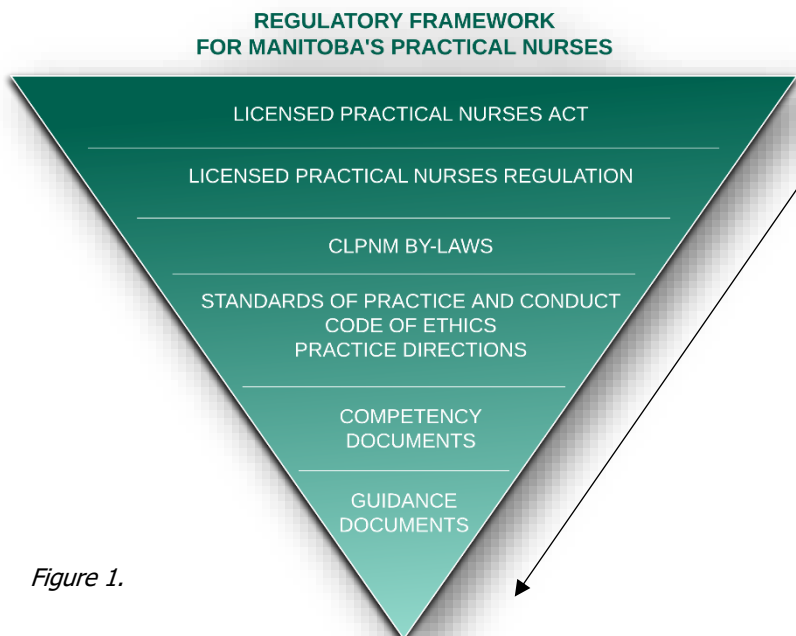 REGULATORY FRAMEWORK
FOR MANITOBA'S PRACTICAL NURSES
LICENSED PRACTICAL NURSES ACT
LICENSED PRACTICAL NURSES REGULATION
CLPNM BY-LAWS
STANDARDS OF PRACTICE AND CONDUCT
CODE OF ETHICS
PRACTICE DIRECTIONS
COMPETENCY
DOCUMENTS
GUIDANCE
DOCUMENTS
Figure 1.